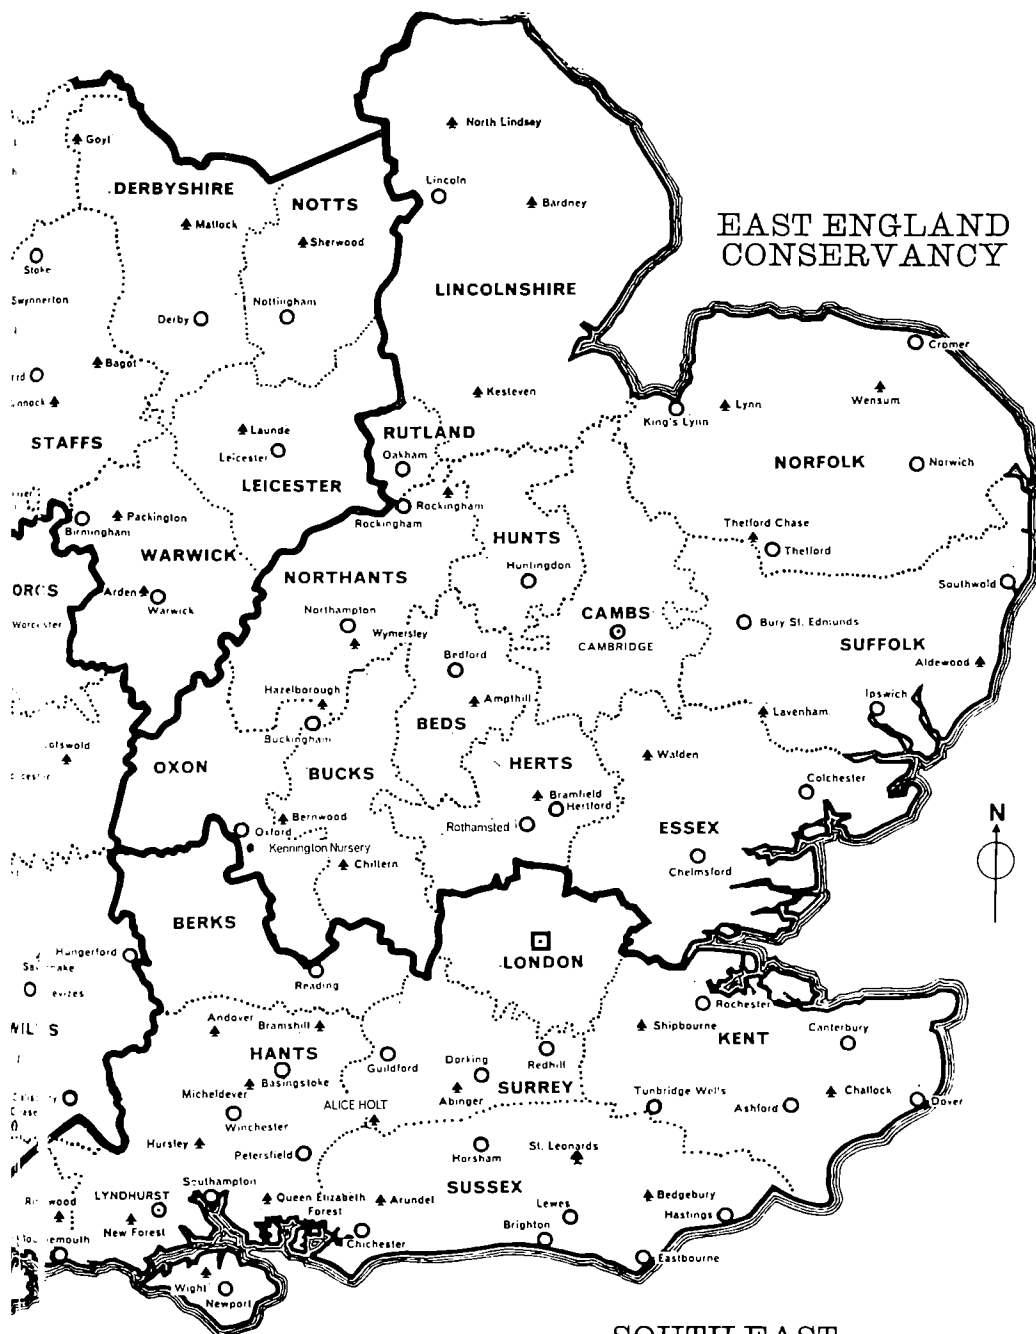 North Lindsey
Goyt
DERBYSHIRE
Lincoln
NOTTS
Bardney
Matlock
Sherwood
EAST ENGLAND
CONSERVANCY
Stoke
LINCOLNSHIRE
Swynnerton
Nottingham
Derby
Cromer
Bagot
Kesteven
Wensum
Lynn
King's Lynn
Launde
STAFFS
RUTLAND
Leicester
Oakham
NORFOLK
Norwich
LEICESTER
Rockingham
Rockingham
Packington
Birmingham
Thetford Chase
HUNTS
Thetford
WARWICK
NORTHANTS
Huntingdon
Southwold
Arden
Warwick
Northampton
CAMBS
Bury St. Edmunds
Worcester
Wymersley
CAMBRIDGE
SUFFOLK
Bedford
Aldewood
Hazelborough
Ampthill
Ipswich
Lavenham
Buckingham
BEDS
OXON
BUCKS
HERTS
Walden
Colchester
Bramfield
Hertford
Bernwood
Rothamsted
ESSEX
N
Oxford
Kennington Nursery
Chiltern
Chelmsford
BERKS
Hungerford
LONDON
Reading
Rochester
Andover
Bramshill
Shipbourne
KENT
Canterbury
HANTS
Guildford
Dorking
Redhill
Basingstoke
SURREY
Micheldever
Abinger
Tunbridge Wells
Challock
ALICE HOLT
Ashford
Dover
Winchester
Hursley
Petersfield
Horsham
St. Leonards
Southampton
LYNDHURST
Queen Elizabeth
Forest
Arundel
SUSSEX
Bedgebury
New Forest
Lewes
Hastings
Brighton
Chichester
Eastbourne
Wight
Newport